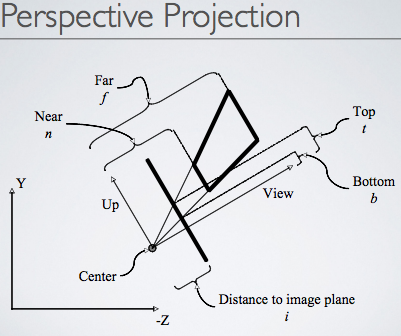 Perspective Projection
Far
f
Near
n
Top
t
Y
Up
View
Bottom
b
Center
Distance to image plane
i
-Z